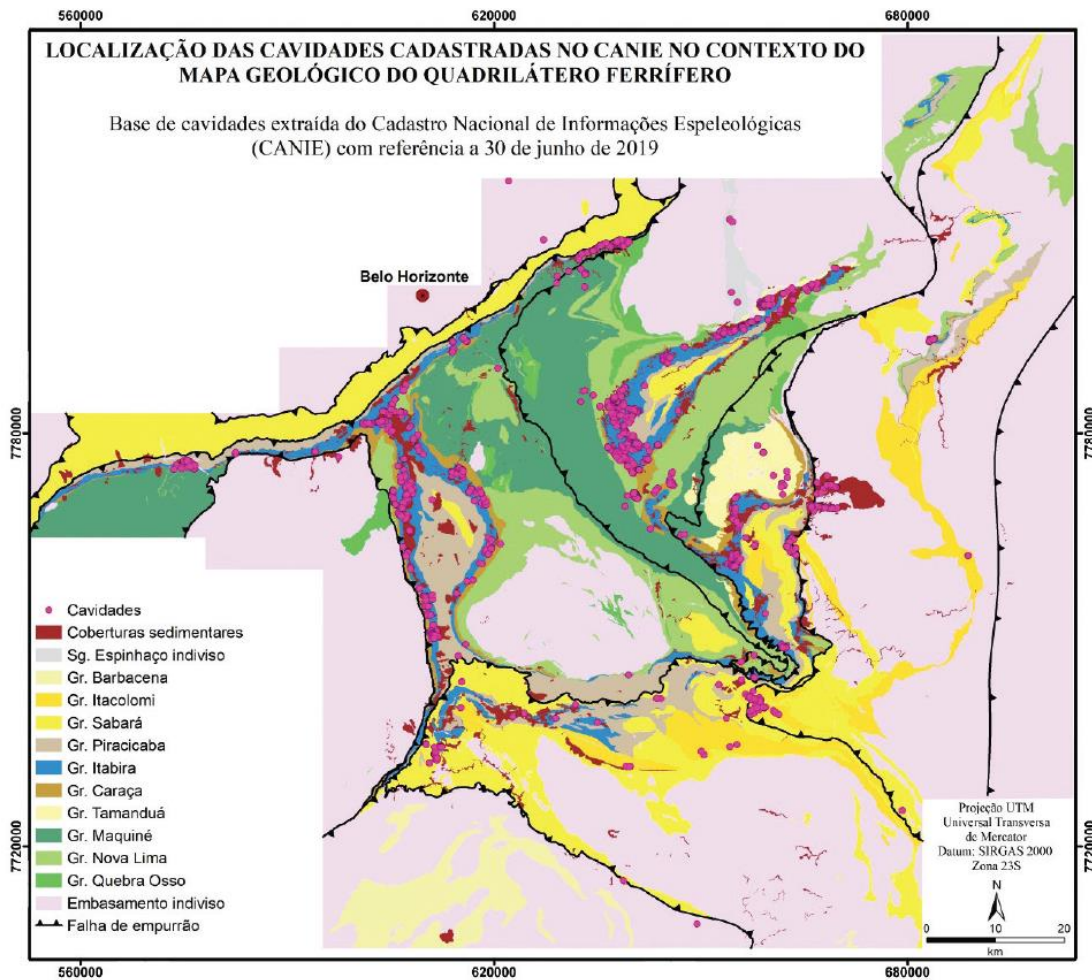 560000
620000
680000
LOCALIZAÇÃO DAS CAVIDADES CADASTRADAS NO CANIE NO CONTEXTO DO
MAPA GEOLÓGICO DO QUADRILÁTERO FERRÍFERO
Base de cavidades extraída do Cadastro Nacional de Informações Espeleológicas
(CANIE) com referência a 30 de junho de 2019
Belo Horizonte
7780000
7780000
Cavidades
Coberturas sedimentares
Sg. Espinhaço indiviso
Gr. Barbacena
Gr. Itacolomi
Gr. Sabará
Gr. Piracicaba
Gr. Itabira
Gr. Caraça
Gr. Tamanduá
Gr. Maquiné
Gr. Nova Lima
Gr. Quebra Osso
Embasamento indiviso
Falha de empurrão
7720000
7720000
Projeção UTM
Universal Transversa
de Mercator
Datum: SIRGAS 2000
Zona 23S
N
0 10 20
km
560000
620000
680000